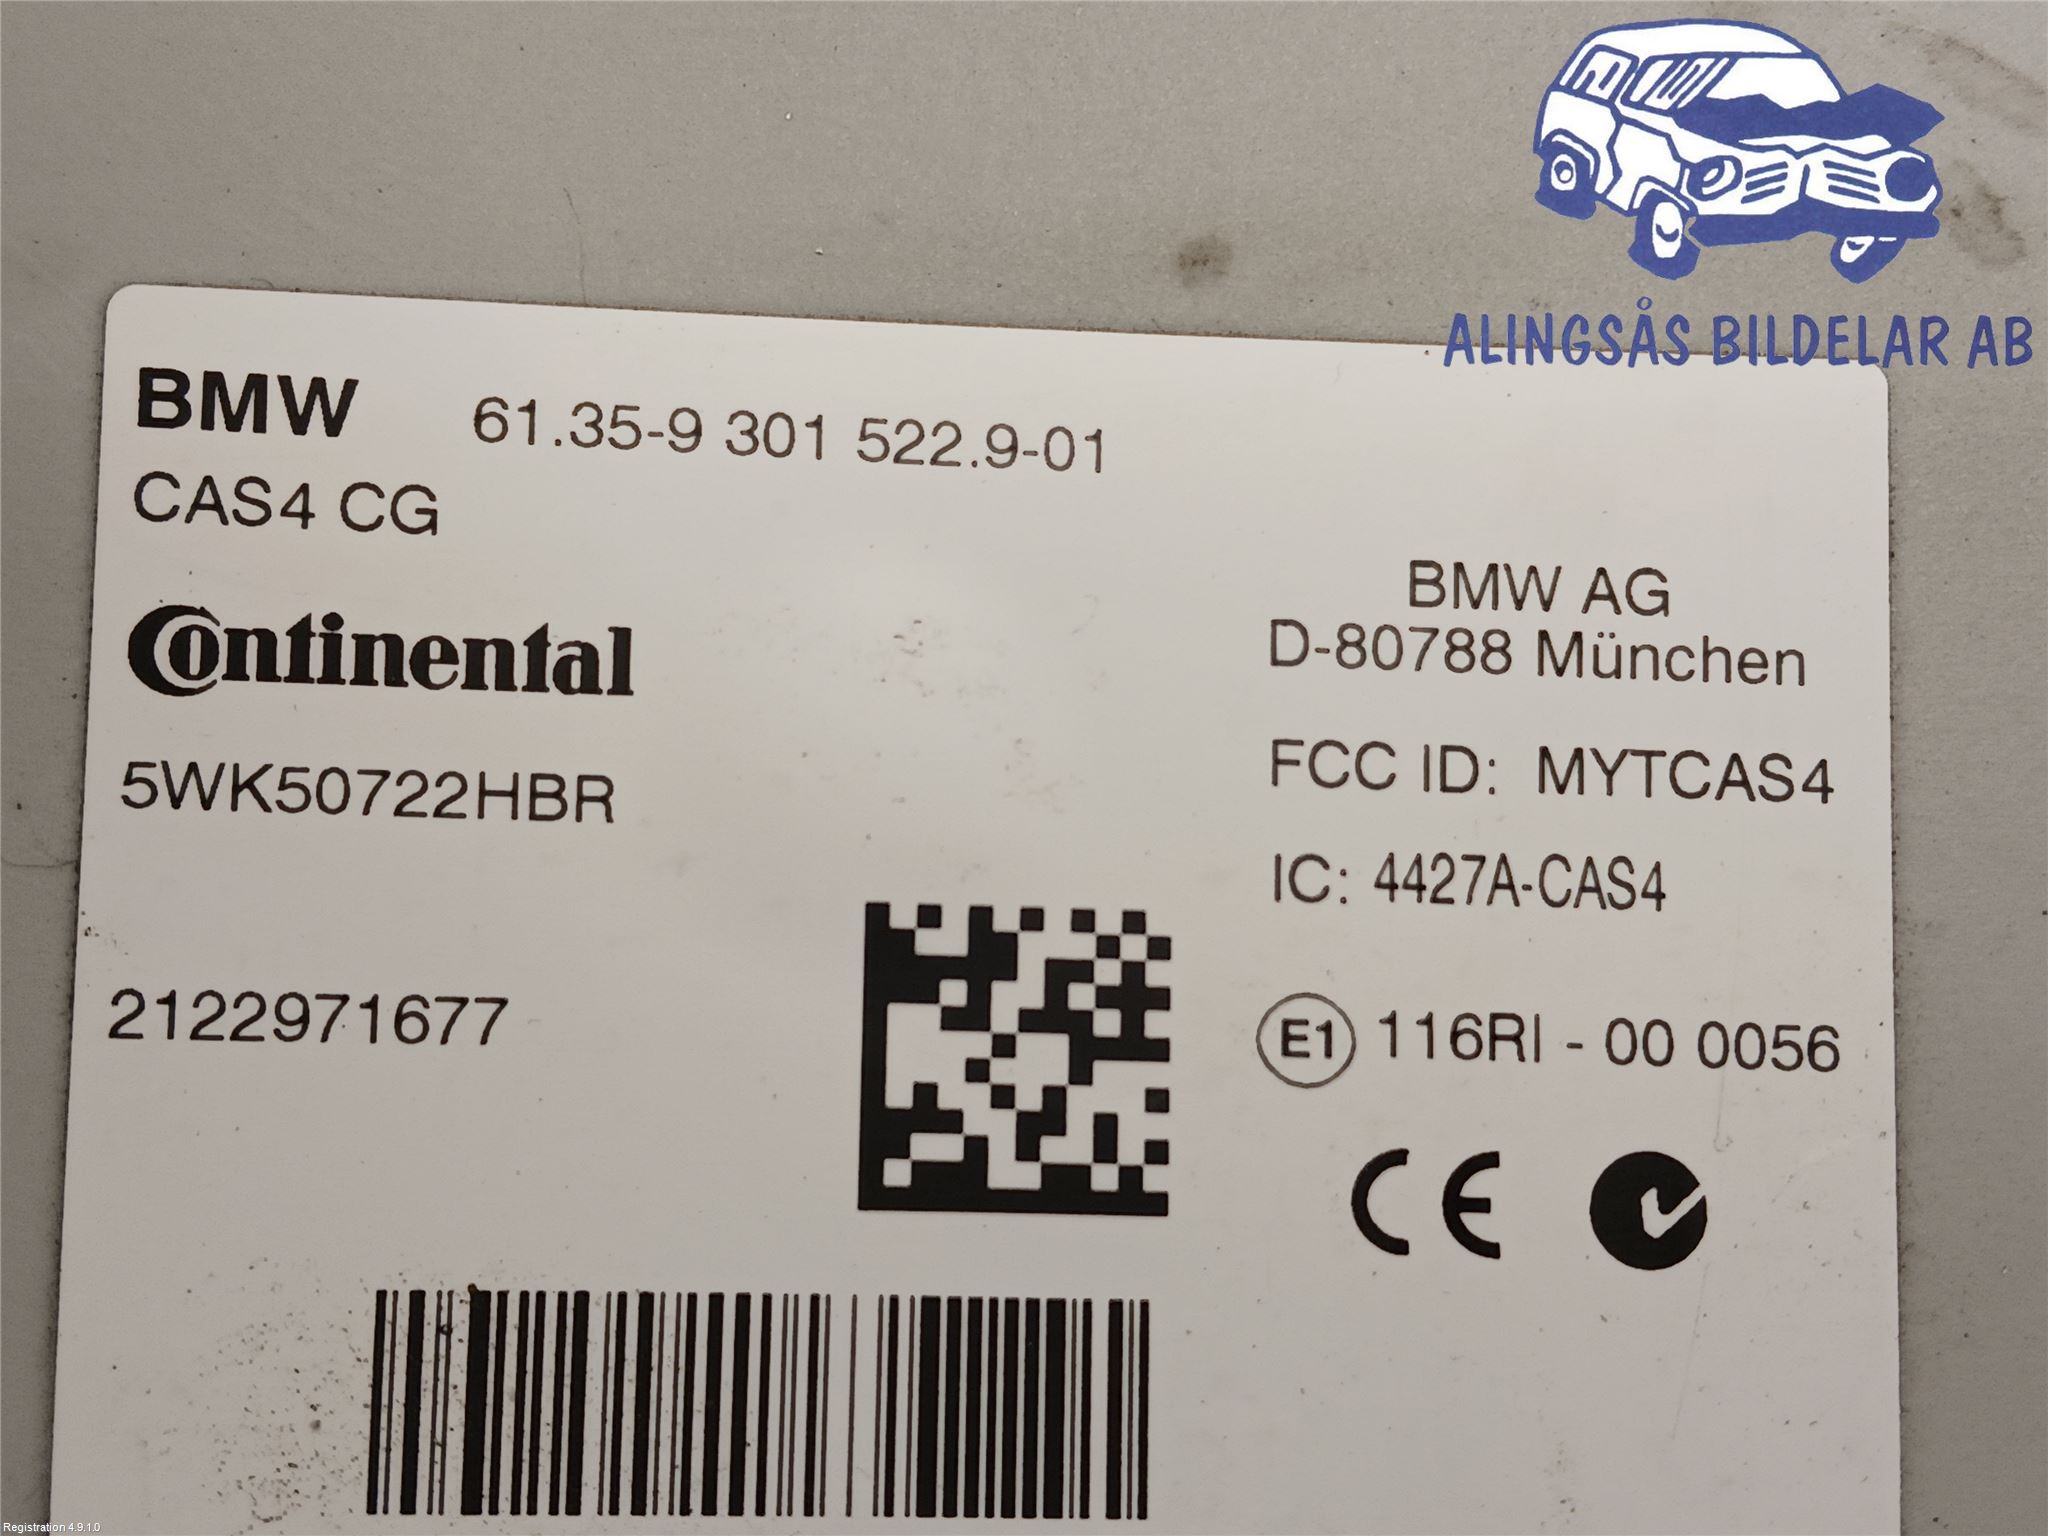 ALINGSÅS BILDELAR AB
BMW 61.35-9 301 522.9-01
CAS4 CG
Continental
5WK50722HBR
2122971677
BMW AG
D-80788 München
FCC ID: MYTCAS4
IC: 4427A-CAS4
E1 116RI - 00 0056
CE
Registration 4.9.1.0